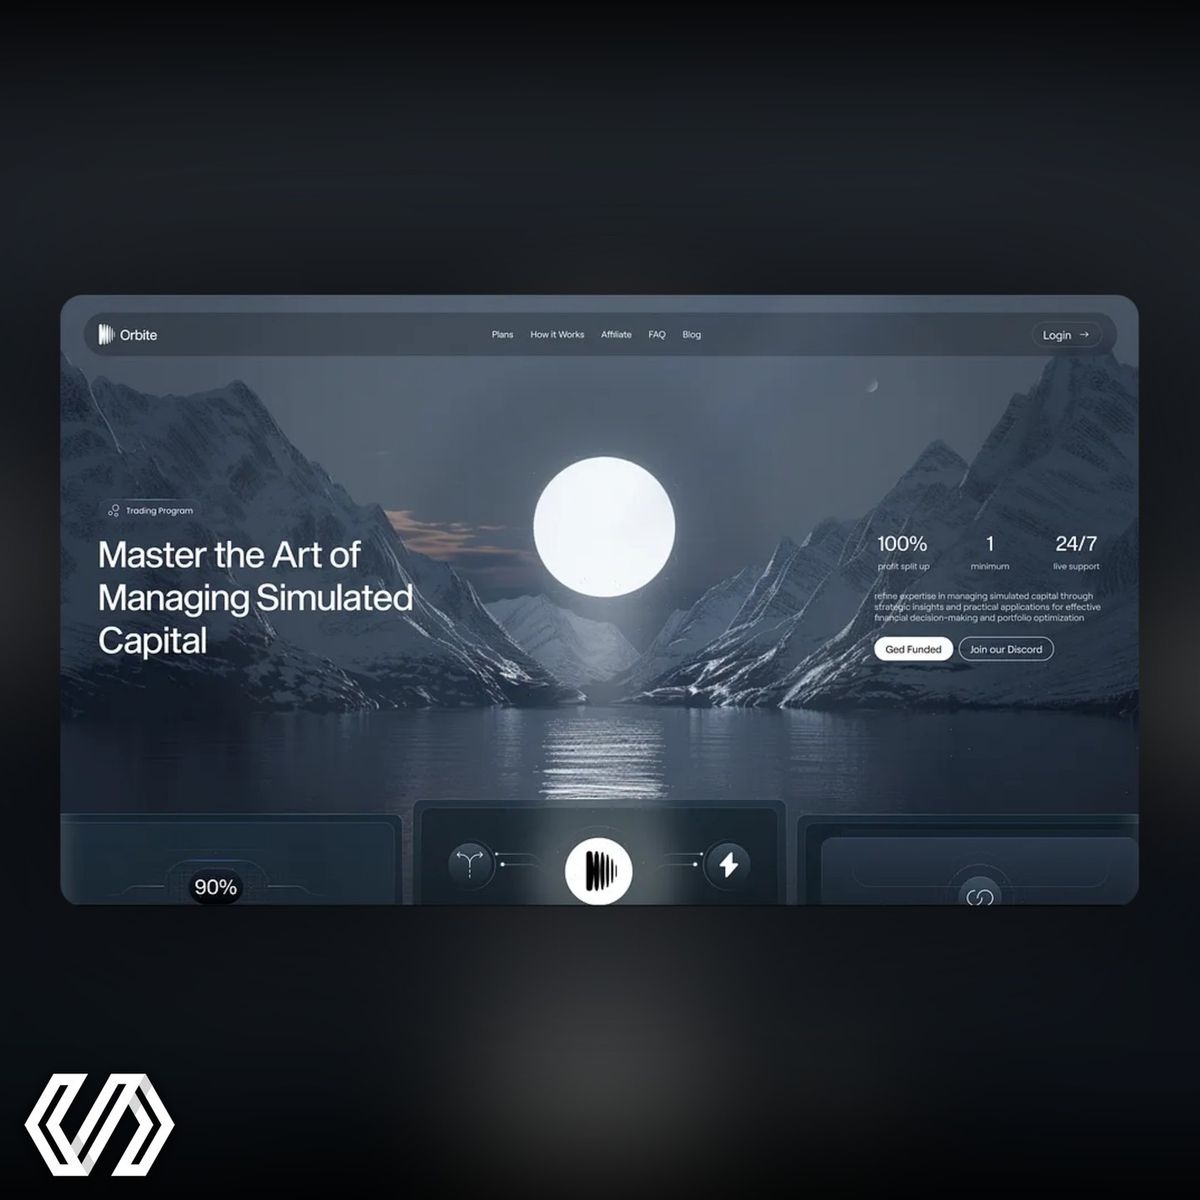 Orbite
Plans
How it Works
Affiliate
FAQ
Blog
Login
Trading Program
Master the Art of
Managing Simulated
Capital
100%
profit split up
1
minimum
24/7
live support
refine expertise in managing simulated capital through
strategic insights and practical applications for effective
financial decision-making and portfolio optimization
Ged Funded
Join our Discord
90%